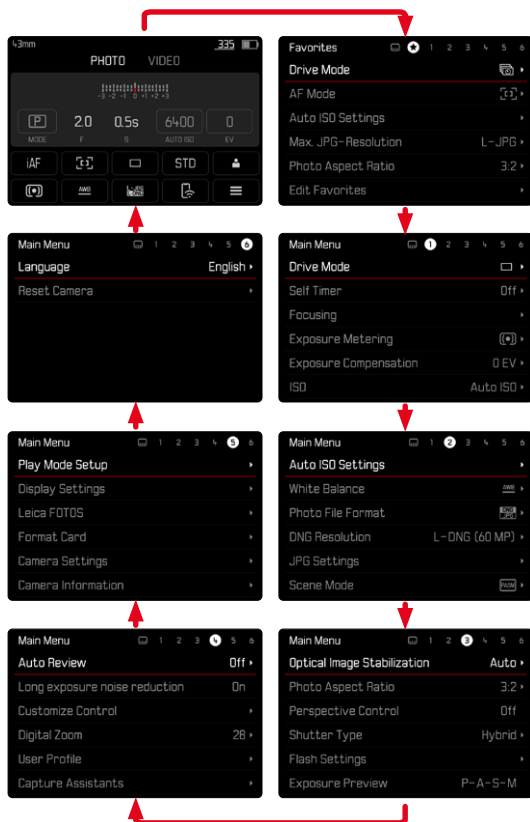 43mm 335
PHOTO VIDEO
-3 -2 -1 0 +1 +2 +3
P 2.0 0.5s 6400 0
MODE F S AUTO ISO EV
iAF STD
AWB L-JPG L-DNG
Favorites 1 2 3 4 5 6
Drive Mode
AF Mode
Auto ISO Settings
Max. JPG-Resolution L-JPG
Photo Aspect Ratio 3:2
Edit Favorites
Main Menu 1 2 3 4 5 6
Language English
Reset Camera
Main Menu 1 2 3 4 5 6
Drive Mode
Self Timer Off
Focusing
Exposure Metering
Exposure Compensation 0 EV
ISO Auto ISO
Main Menu 1 2 3 4 5 6
Play Mode Setup
Display Settings
Leica FOTOS
Format Card
Camera Settings
Camera Information
Main Menu 1 2 3 4 5 6
Auto ISO Settings
White Balance AWB
Photo File Format DNG JPG
DNG Resolution L-DNG (60 MP)
JPG Settings
Scene Mode PASM
Main Menu 1 2 3 4 5 6
Auto Review Off
Long exposure noise reduction On
Customize Control
Digital Zoom 28
User Profile
Capture Assistants
Main Menu 1 2 3 4 5 6
Optical Image Stabilization Auto
Photo Aspect Ratio 3:2
Perspective Control Off
Shutter Type Hybrid
Flash Settings
Exposure Preview P-A-S-M